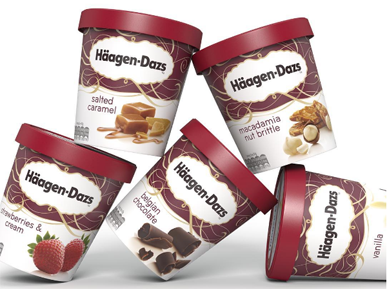 Häagen-Dazs
salted
caramel
Häagen-Dazs
macadamia
nut brittle
Häagen-Dazs
strawberries &
cream
Häagen-Dazs
belgian
chocolate
Häagen-Dazs
vanilla